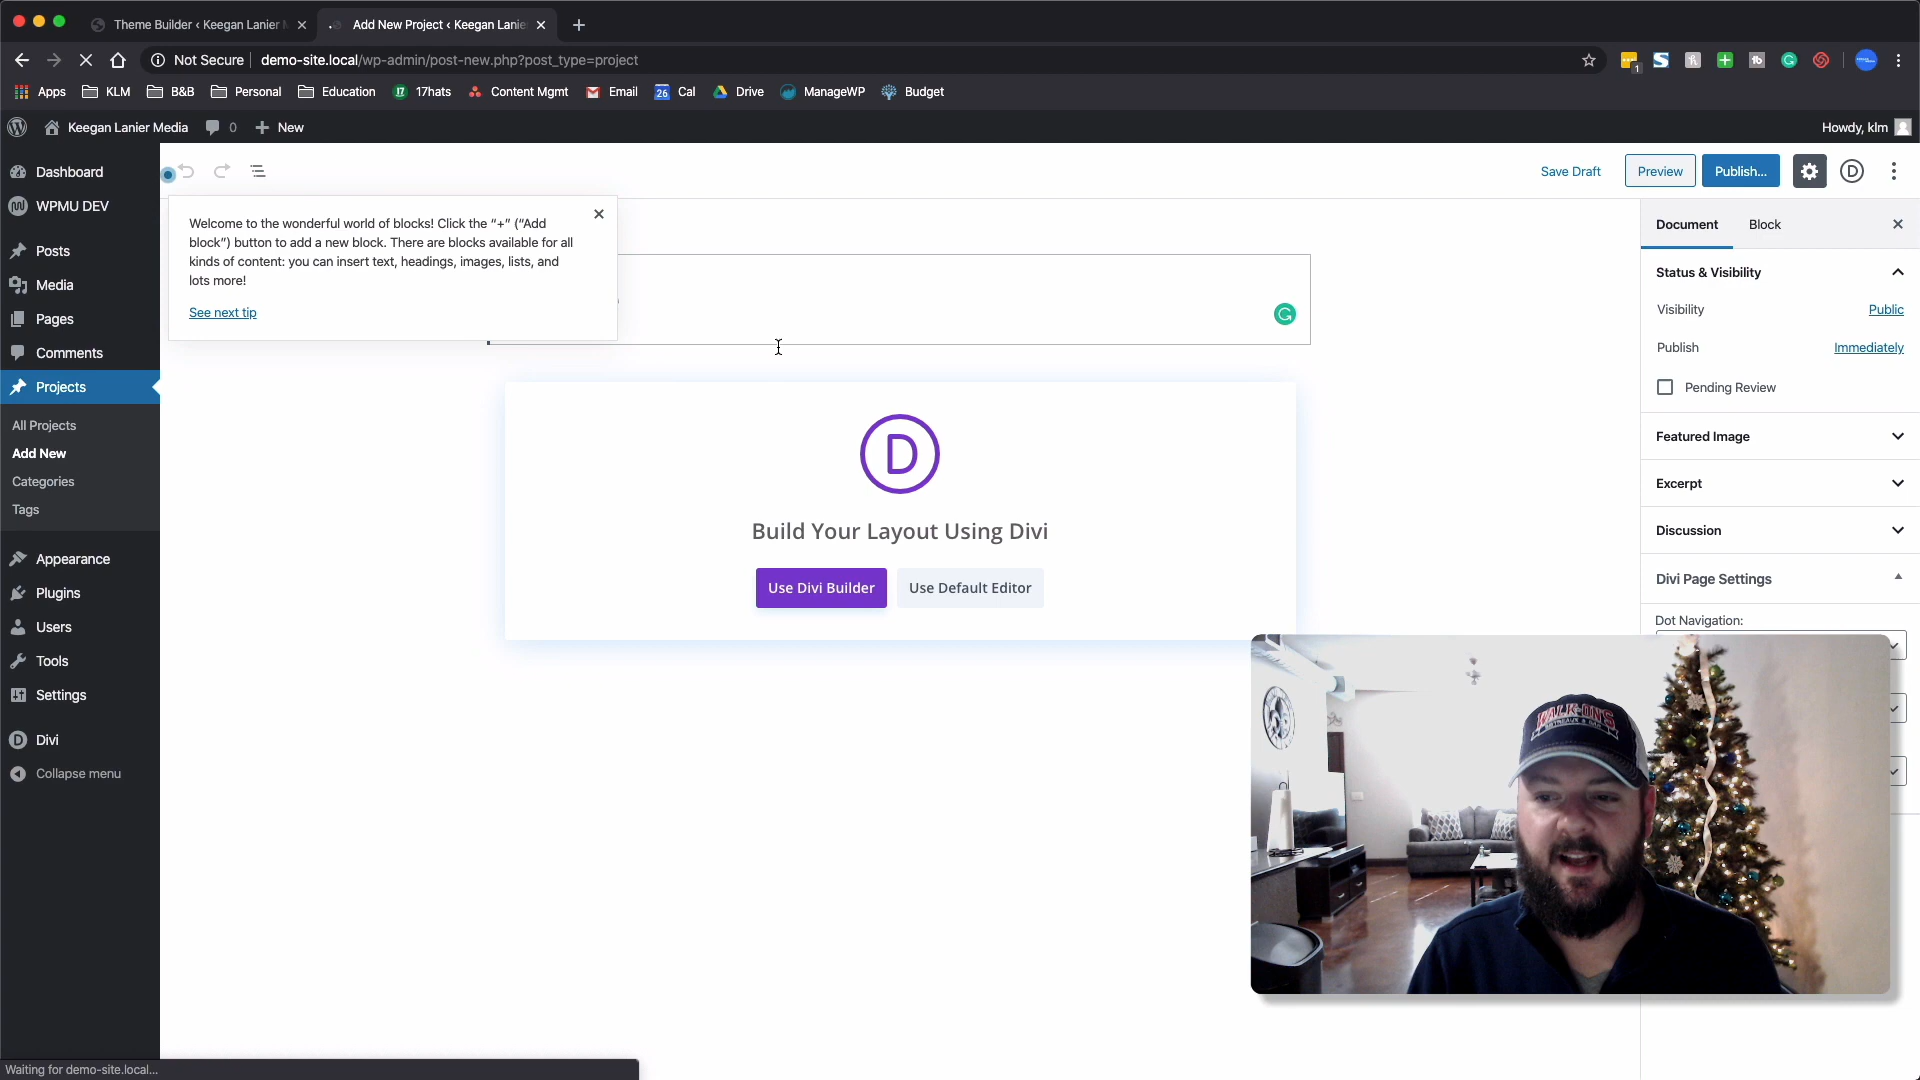 Theme Builder ‹ Keegan Lanier
Add New Project ‹ Keegan Lanie
Not Secure
demo-site.local/wp-admin/post-new.php?post_type=project
1
Apps
KLM
B&B
Personal
Education
17hats
Content Mgmt
Email
26 Cal
Drive
ManageWP
Budget
Keegan Lanier Media
0
New
Howdy, klm
Dashboard
WPMU DEV
Posts
Media
Pages
Comments
Projects
All Projects
Add New
Categories
Tags
Appearance
Plugins
Users
Tools
Settings
Divi
Collapse menu
Save Draft
Preview
Publish...
Welcome to the wonderful world of blocks! Click the “+” (“Add
block”) button to add a new block. There are blocks available for all
kinds of content: you can insert text, headings, images, lists, and
lots more!
See next tip
D
Build Your Layout Using Divi
Use Divi Builder
Use Default Editor
Document
Block
Status & Visibility
Visibility
Public
Publish
Immediately
Pending Review
Featured Image
Excerpt
Discussion
Divi Page Settings
Dot Navigation:
WALK-ON'S
Waiting for demo-site.local...